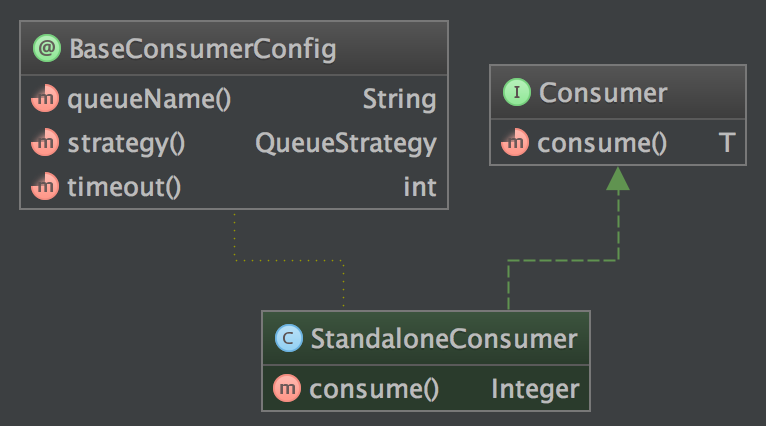 @ BaseConsumerConfig
m queueName() String
m strategy() QueueStrategy
m timeout() int
I Consumer
m consume() T
C StandaloneConsumer
m consume() Integer